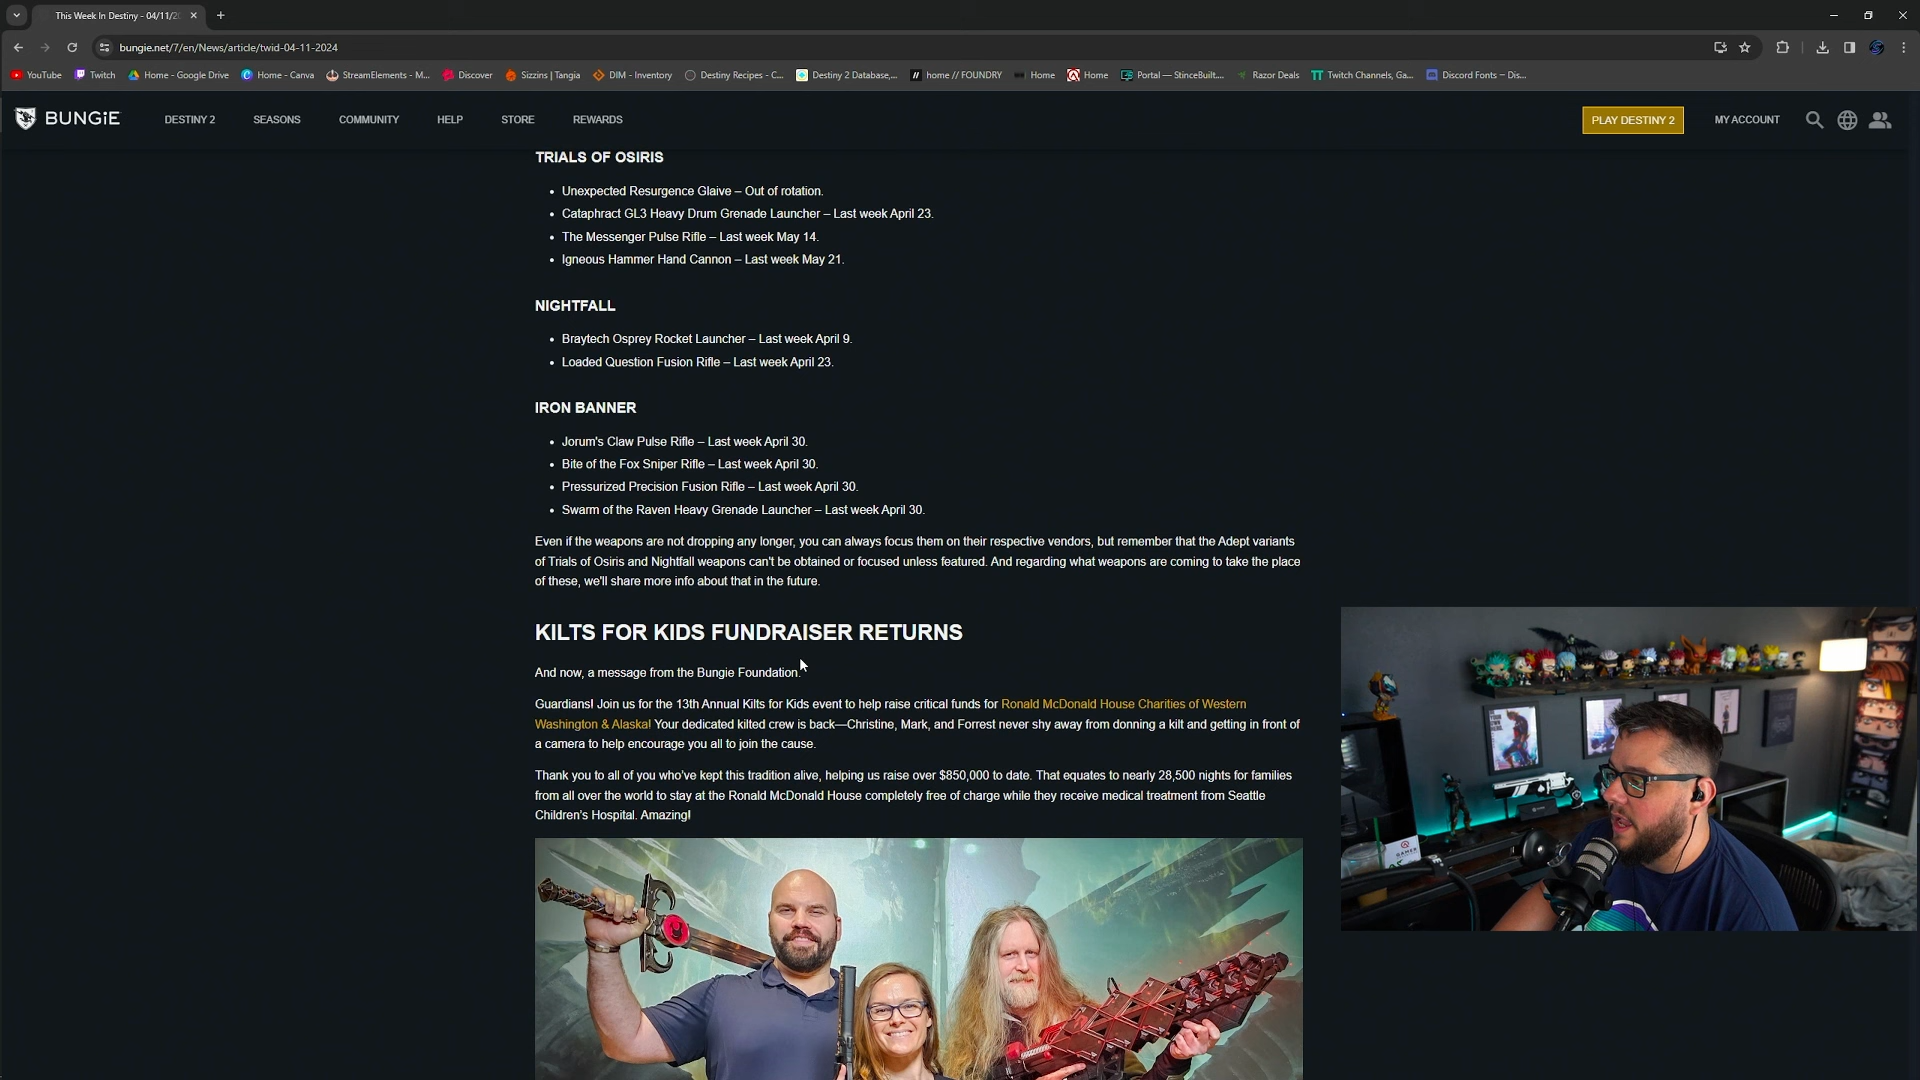 This Week In Destiny - 04/11/2
bungie.net/7/en/News/article/twid-04-11-2024
YouTube
Twitch
Home - Google Drive
Home - Canva
StreamElements - M...
Discover
Sizzins | Tangia
DIM - Inventory
Destiny Recipes - C...
Destiny 2 Database,...
home // FOUNDRY
Home
Home
Portal — StinceBuilt....
Razor Deals
Twitch Channels, Ga...
Discord Fonts – Dis...
BUNGiE
DESTINY 2
SEASONS
COMMUNITY
HELP
STORE
REWARDS
PLAY DESTINY 2
MY ACCOUNT
TRIALS OF OSIRIS
• Unexpected Resurgence Glaive – Out of rotation.
• Cataphract GL3 Heavy Drum Grenade Launcher – Last week April 23.
• The Messenger Pulse Rifle – Last week May 14.
• Igneous Hammer Hand Cannon – Last week May 21.
NIGHTFALL
• Braytech Osprey Rocket Launcher – Last week April 9.
• Loaded Question Fusion Rifle – Last week April 23.
IRON BANNER
• Jorum's Claw Pulse Rifle – Last week April 30.
• Bite of the Fox Sniper Rifle – Last week April 30.
• Pressurized Precision Fusion Rifle – Last week April 30.
• Swarm of the Raven Heavy Grenade Launcher – Last week April 30.
Even if the weapons are not dropping any longer, you can always focus them on their respective vendors, but remember that the Adept variants
of Trials of Osiris and Nightfall weapons can't be obtained or focused unless featured. And regarding what weapons are coming to take the place
of these, we'll share more info about that in the future.
KILTS FOR KIDS FUNDRAISER RETURNS
And now, a message from the Bungie Foundation.
Guardians! Join us for the 13th Annual Kilts for Kids event to help raise critical funds for Ronald McDonald House Charities of Western
Washington & Alaska! Your dedicated kilted crew is back—Christine, Mark, and Forrest never shy away from donning a kilt and getting in front of
a camera to help encourage you all to join the cause.
Thank you to all of you who've kept this tradition alive, helping us raise over $850,000 to date. That equates to nearly 28,500 nights for families
from all over the world to stay at the Ronald McDonald House completely free of charge while they receive medical treatment from Seattle
Children's Hospital. Amazing!
GAMER